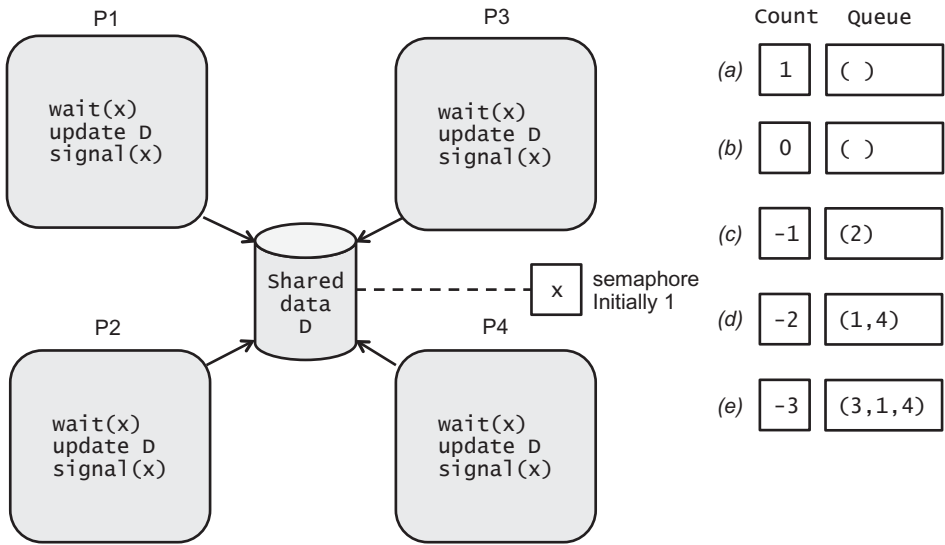 P1
wait(x)
update D
signal(x)
P3
wait(x)
update D
signal(x)
Shared
data
D
x
semaphore
Initially 1
P2
wait(x)
update D
signal(x)
P4
wait(x)
update D
signal(x)
Count Queue
(a) 1 ( )
(b) 0 ( )
(c) -1 (2)
(d) -2 (1,4)
(e) -3 (3,1,4)